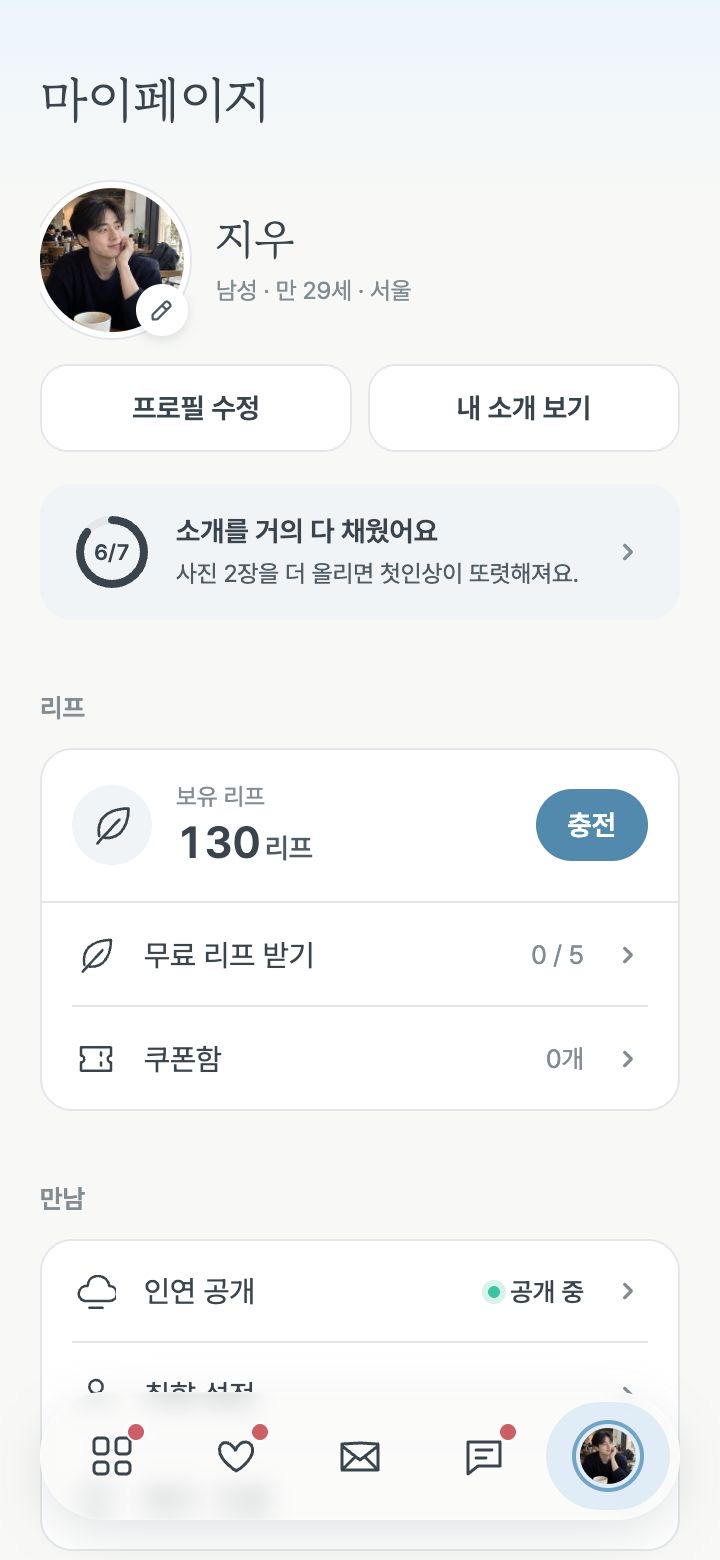 마이페이지
지우
남성 · 만 29세 · 서울
프로필 수정
내 소개 보기
6/7
소개를 거의 다 채웠어요
사진 2장을 더 올리면 첫인상이 또렷해져요.
리프
보유 리프
130 리프
충전
무료 리프 받기
0 / 5
쿠폰함
0개
만남
인연 공개
공개 중